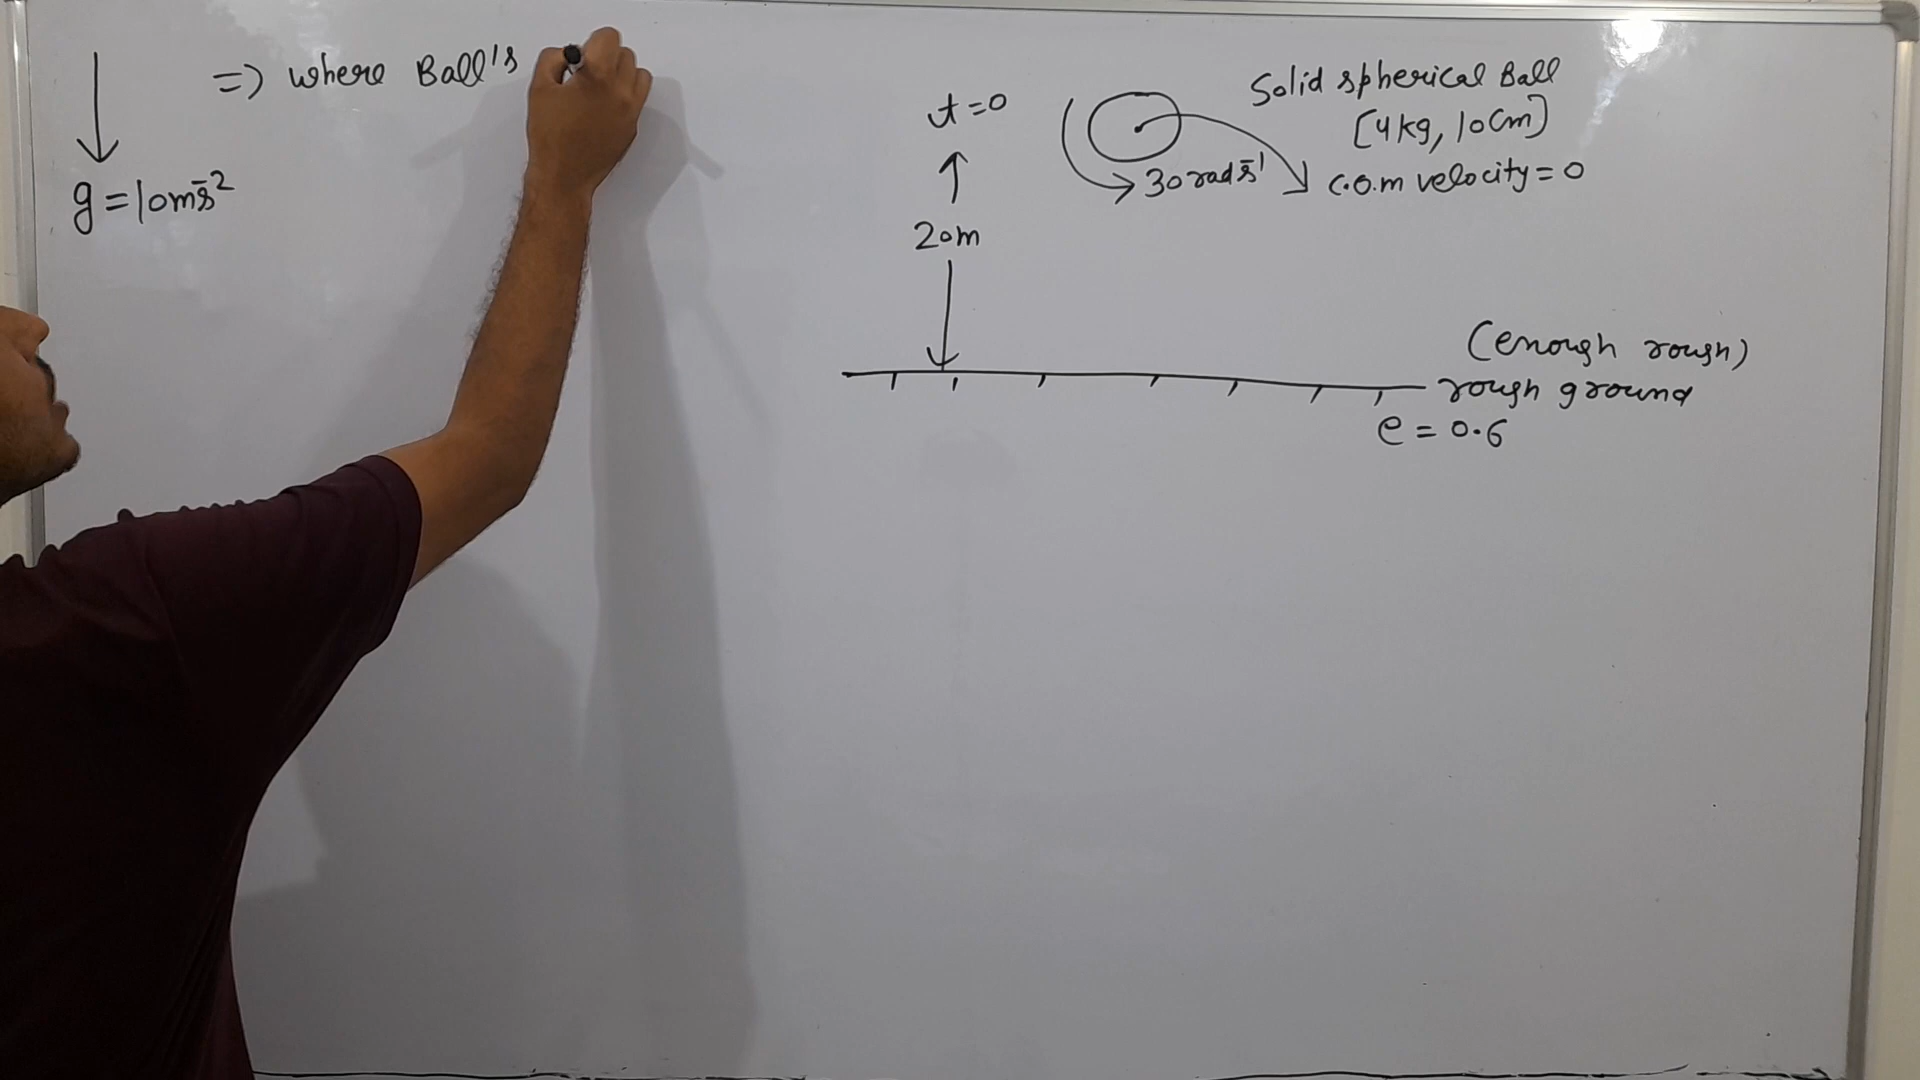 =) where Ball's
g = 10ms̄²
t = 0
20m
Solid spherical Ball
[4kg, 10cm]
30 rad s̄¹
C.O.m velocity = 0
(enough rough)
rough ground
e = 0.6